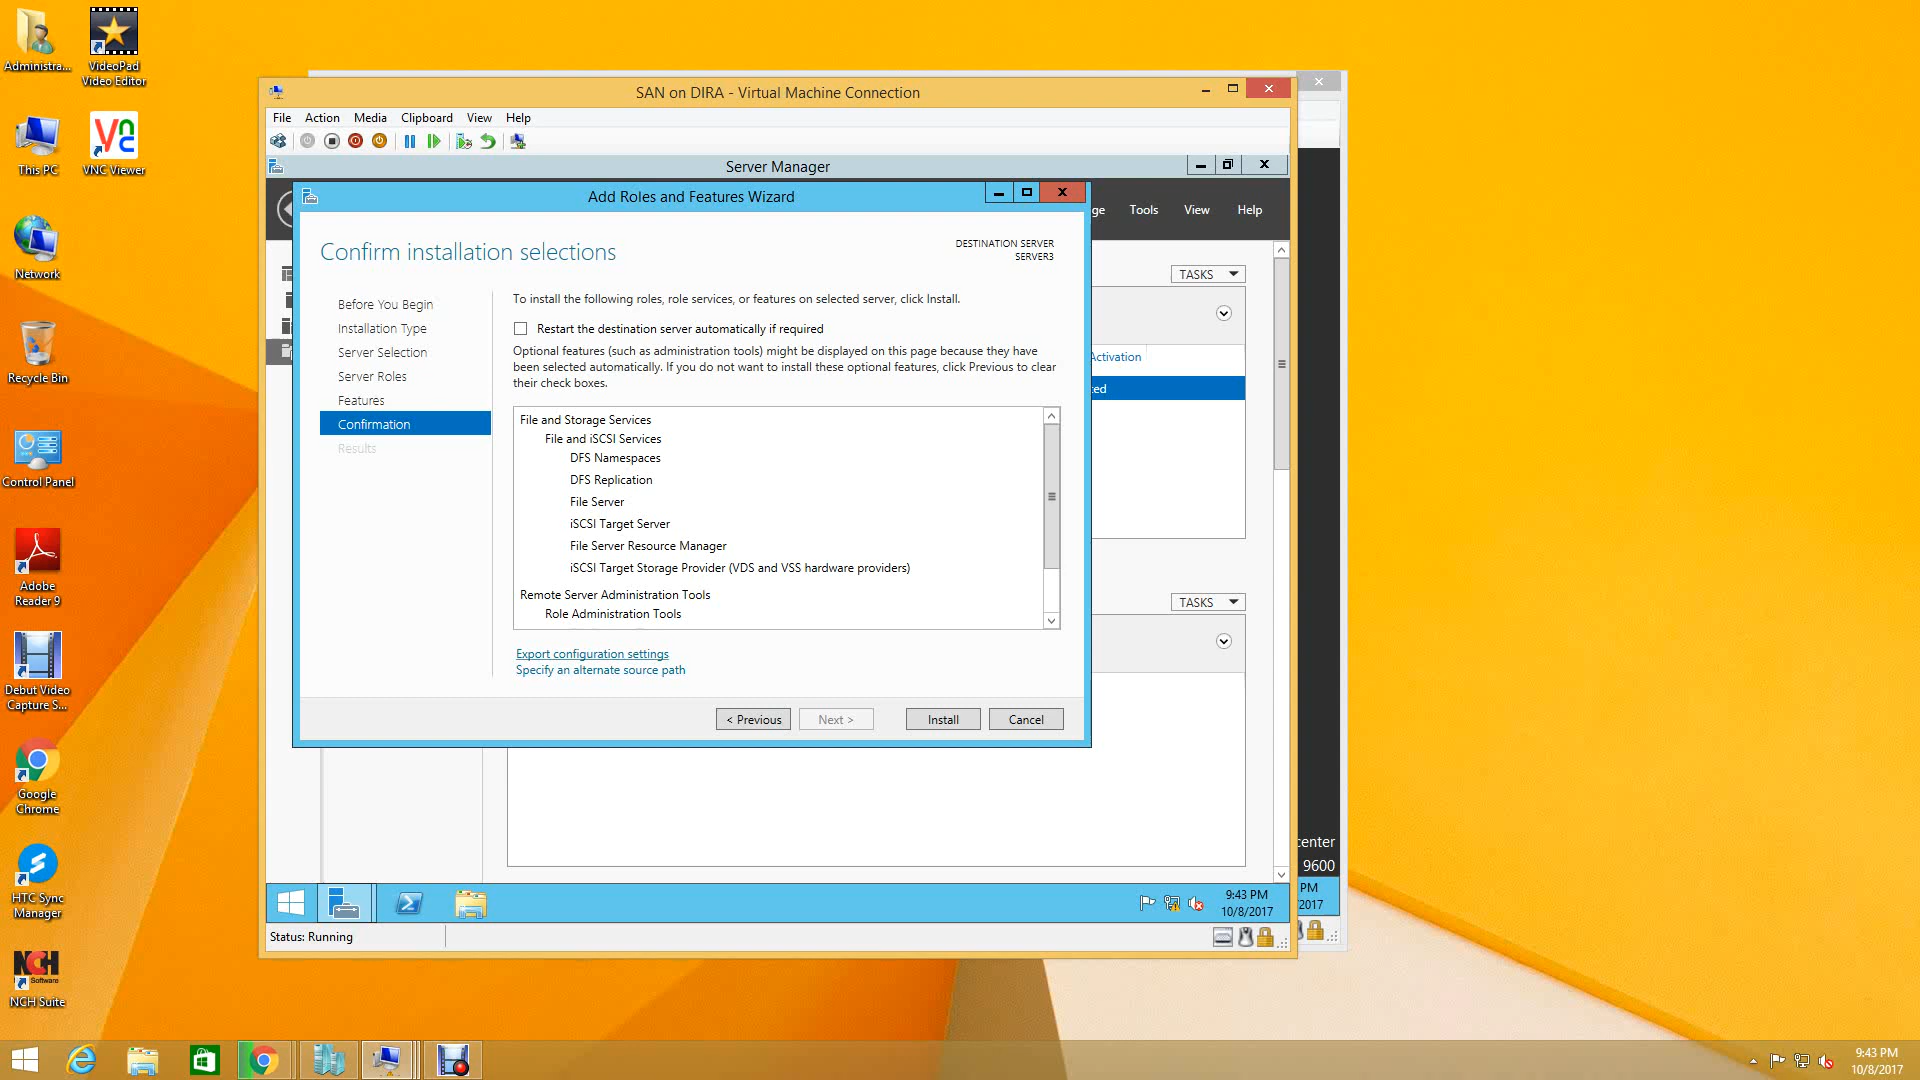 Administra...
VideoPad
Video Editor
This PC
VNC Viewer
Network
Recycle Bin
Control Panel
Adobe
Reader 9
Debut Video
Capture S...
Google
Chrome
HTC Sync
Manager
NCH Software
NCH Suite
SAN on DIRA - Virtual Machine Connection
File Action Media Clipboard View Help
Server Manager
Add Roles and Features Wizard
ge Tools View Help
Confirm installation selections
DESTINATION SERVER
SERVER3
TASKS
Before You Begin
Installation Type
Server Selection
Server Roles
Features
Confirmation
Results
To install the following roles, role services, or features on selected server, click Install.
Restart the destination server automatically if required
Optional features (such as administration tools) might be displayed on this page because they have
been selected automatically. If you do not want to install these optional features, click Previous to clear
their check boxes.
Activation
ted
File and Storage Services
File and iSCSI Services
DFS Namespaces
DFS Replication
File Server
iSCSI Target Server
File Server Resource Manager
iSCSI Target Storage Provider (VDS and VSS hardware providers)
Remote Server Administration Tools
Role Administration Tools
TASKS
Export configuration settings
Specify an alternate source path
< Previous Next > Install Cancel
center
9600
PM
2017
9:43 PM
10/8/2017
Status: Running
9:43 PM
10/8/2017